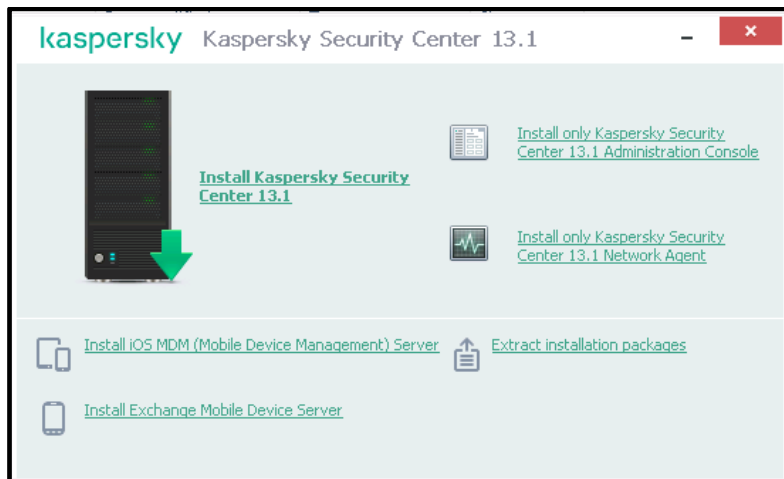 kaspersky Kaspersky Security Center 13.1
Install Kaspersky Security
Center 13.1
Install only Kaspersky Security
Center 13.1 Administration Console
Install only Kaspersky Security
Center 13.1 Network Agent
Install iOS MDM (Mobile Device Management) Server
Extract installation packages
Install Exchange Mobile Device Server